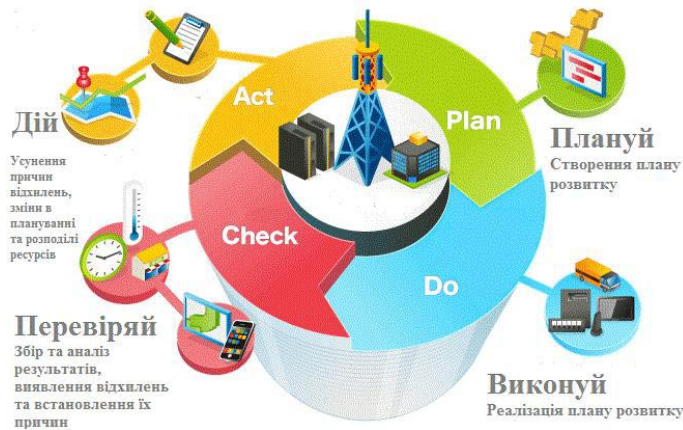 Act
Plan
Check
Do
Дій
Усунення
причин
відхилень,
зміни в
плануванні
та розподілі
ресурсів
Плануй
Створення плану
розвитку
Перевіряй
Збір та аналіз
результатів,
виявлення відхилень
та встановлення їх
причин
Виконуй
Реалізація плану розвитку